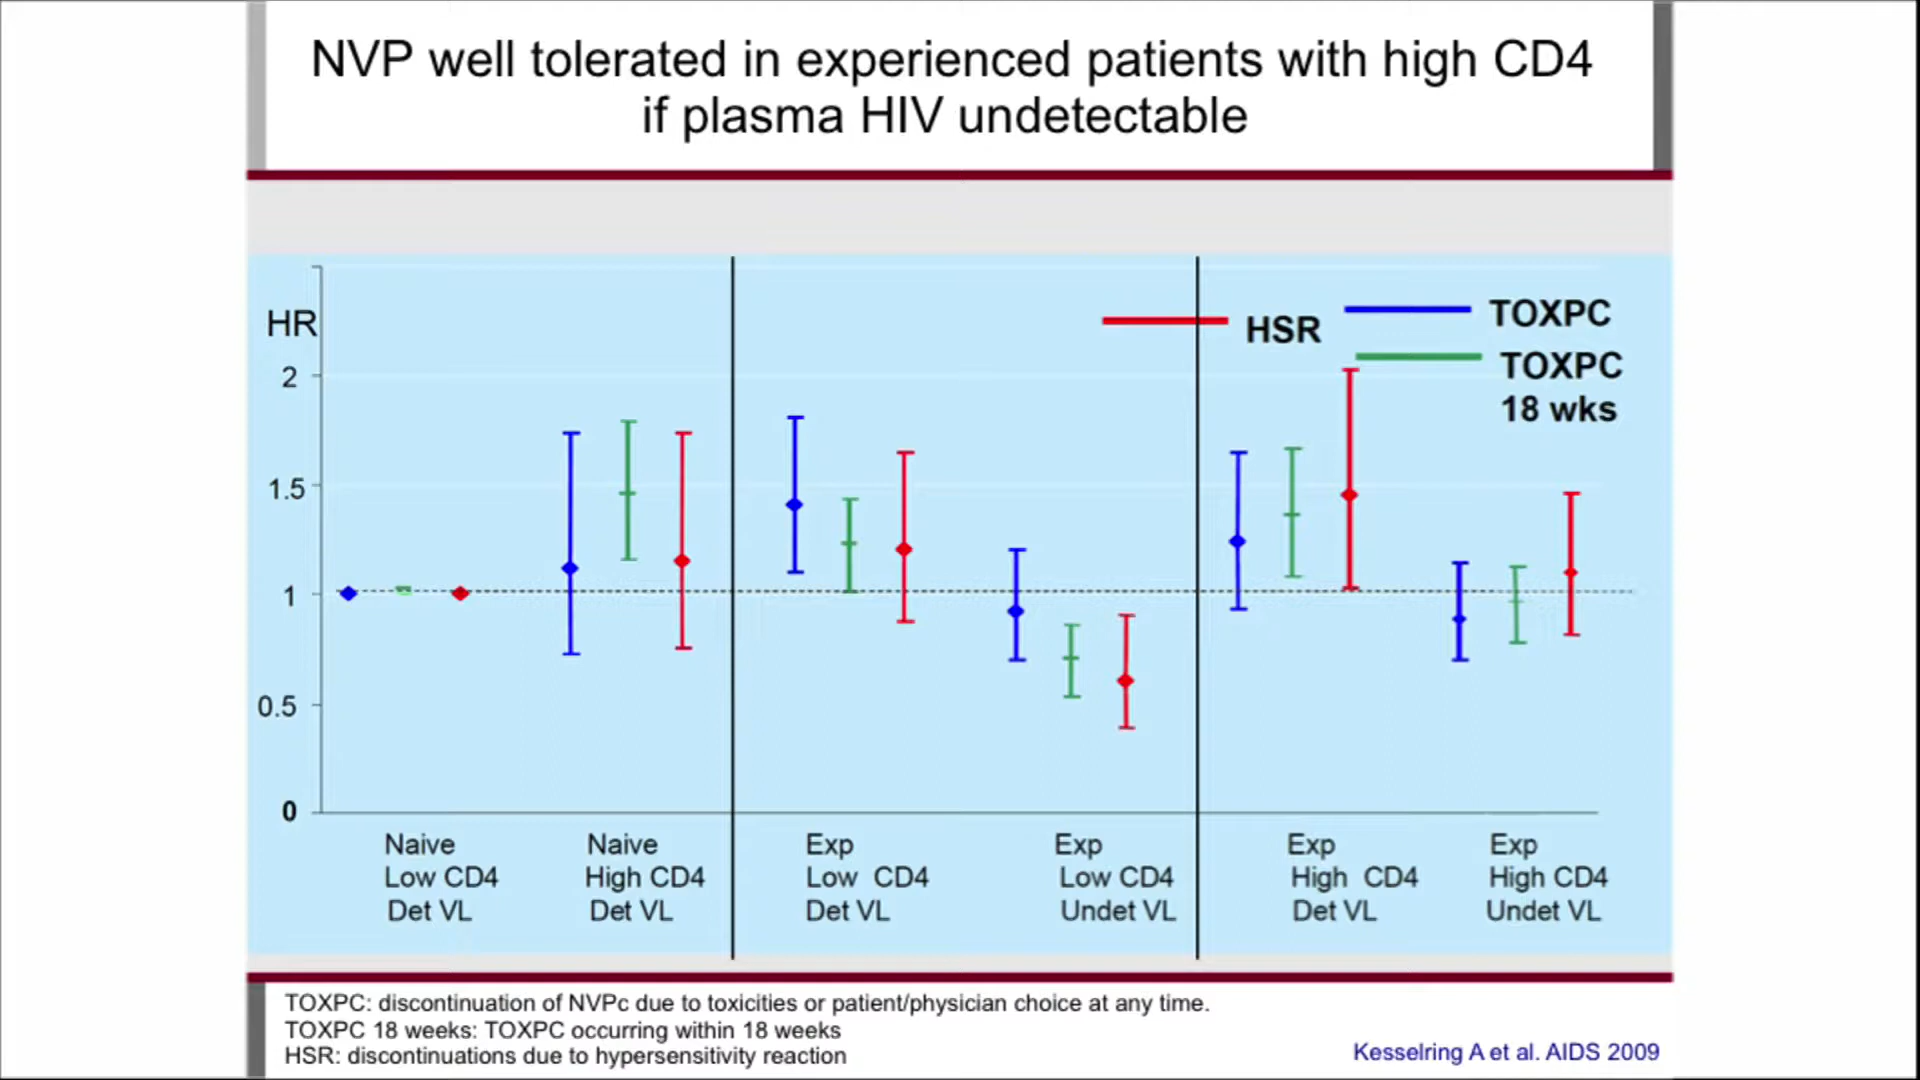 NVP well tolerated in experienced patients with high CD4
if plasma HIV undetectable
HR
2
1.5
1
0.5
0
HSR
TOXPC
TOXPC
18 wks
Naive
Low CD4
Det VL
Naive
High CD4
Det VL
Exp
Low CD4
Det VL
Exp
Low CD4
Undet VL
Exp
High CD4
Det VL
Exp
High CD4
Undet VL
TOXPC: discontinuation of NVPc due to toxicities or patient/physician choice at any time.
TOXPC 18 weeks: TOXPC occurring within 18 weeks
HSR: discontinuations due to hypersensitivity reaction
Kesselring A et al. AIDS 2009